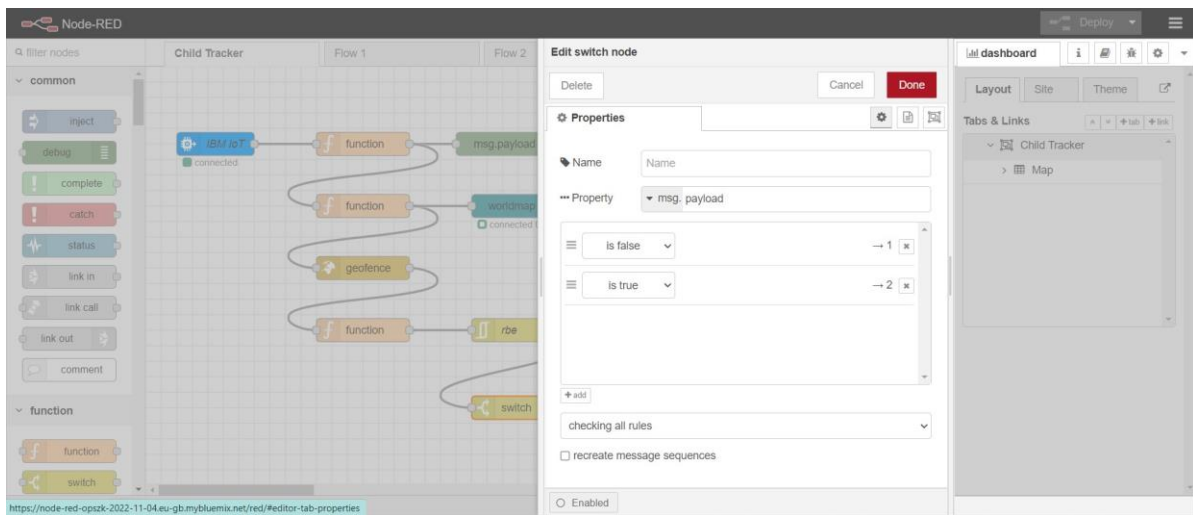 Node-RED
Deploy
filter nodes
common
inject
debug
complete
catch
status
link in
link call
link out
comment
function
function
switch
Child Tracker
Flow 1
Flow 2
IBM IoT
connected
function
msg.payload
function
worldmap
connected
geofence
function
rbe
switch
Edit switch node
Delete
Cancel
Done
Properties
Name
Name
Property
msg. payload
is false
→ 1
is true
→ 2
add
checking all rules
recreate message sequences
Enabled
dashboard
i
Layout
Site
Theme
Tabs & Links
+ tab
+ link
Child Tracker
Map
https://node-red-opszk-2022-11-04.eu-gb.mybluemix.net/red/#editor-tab-properties